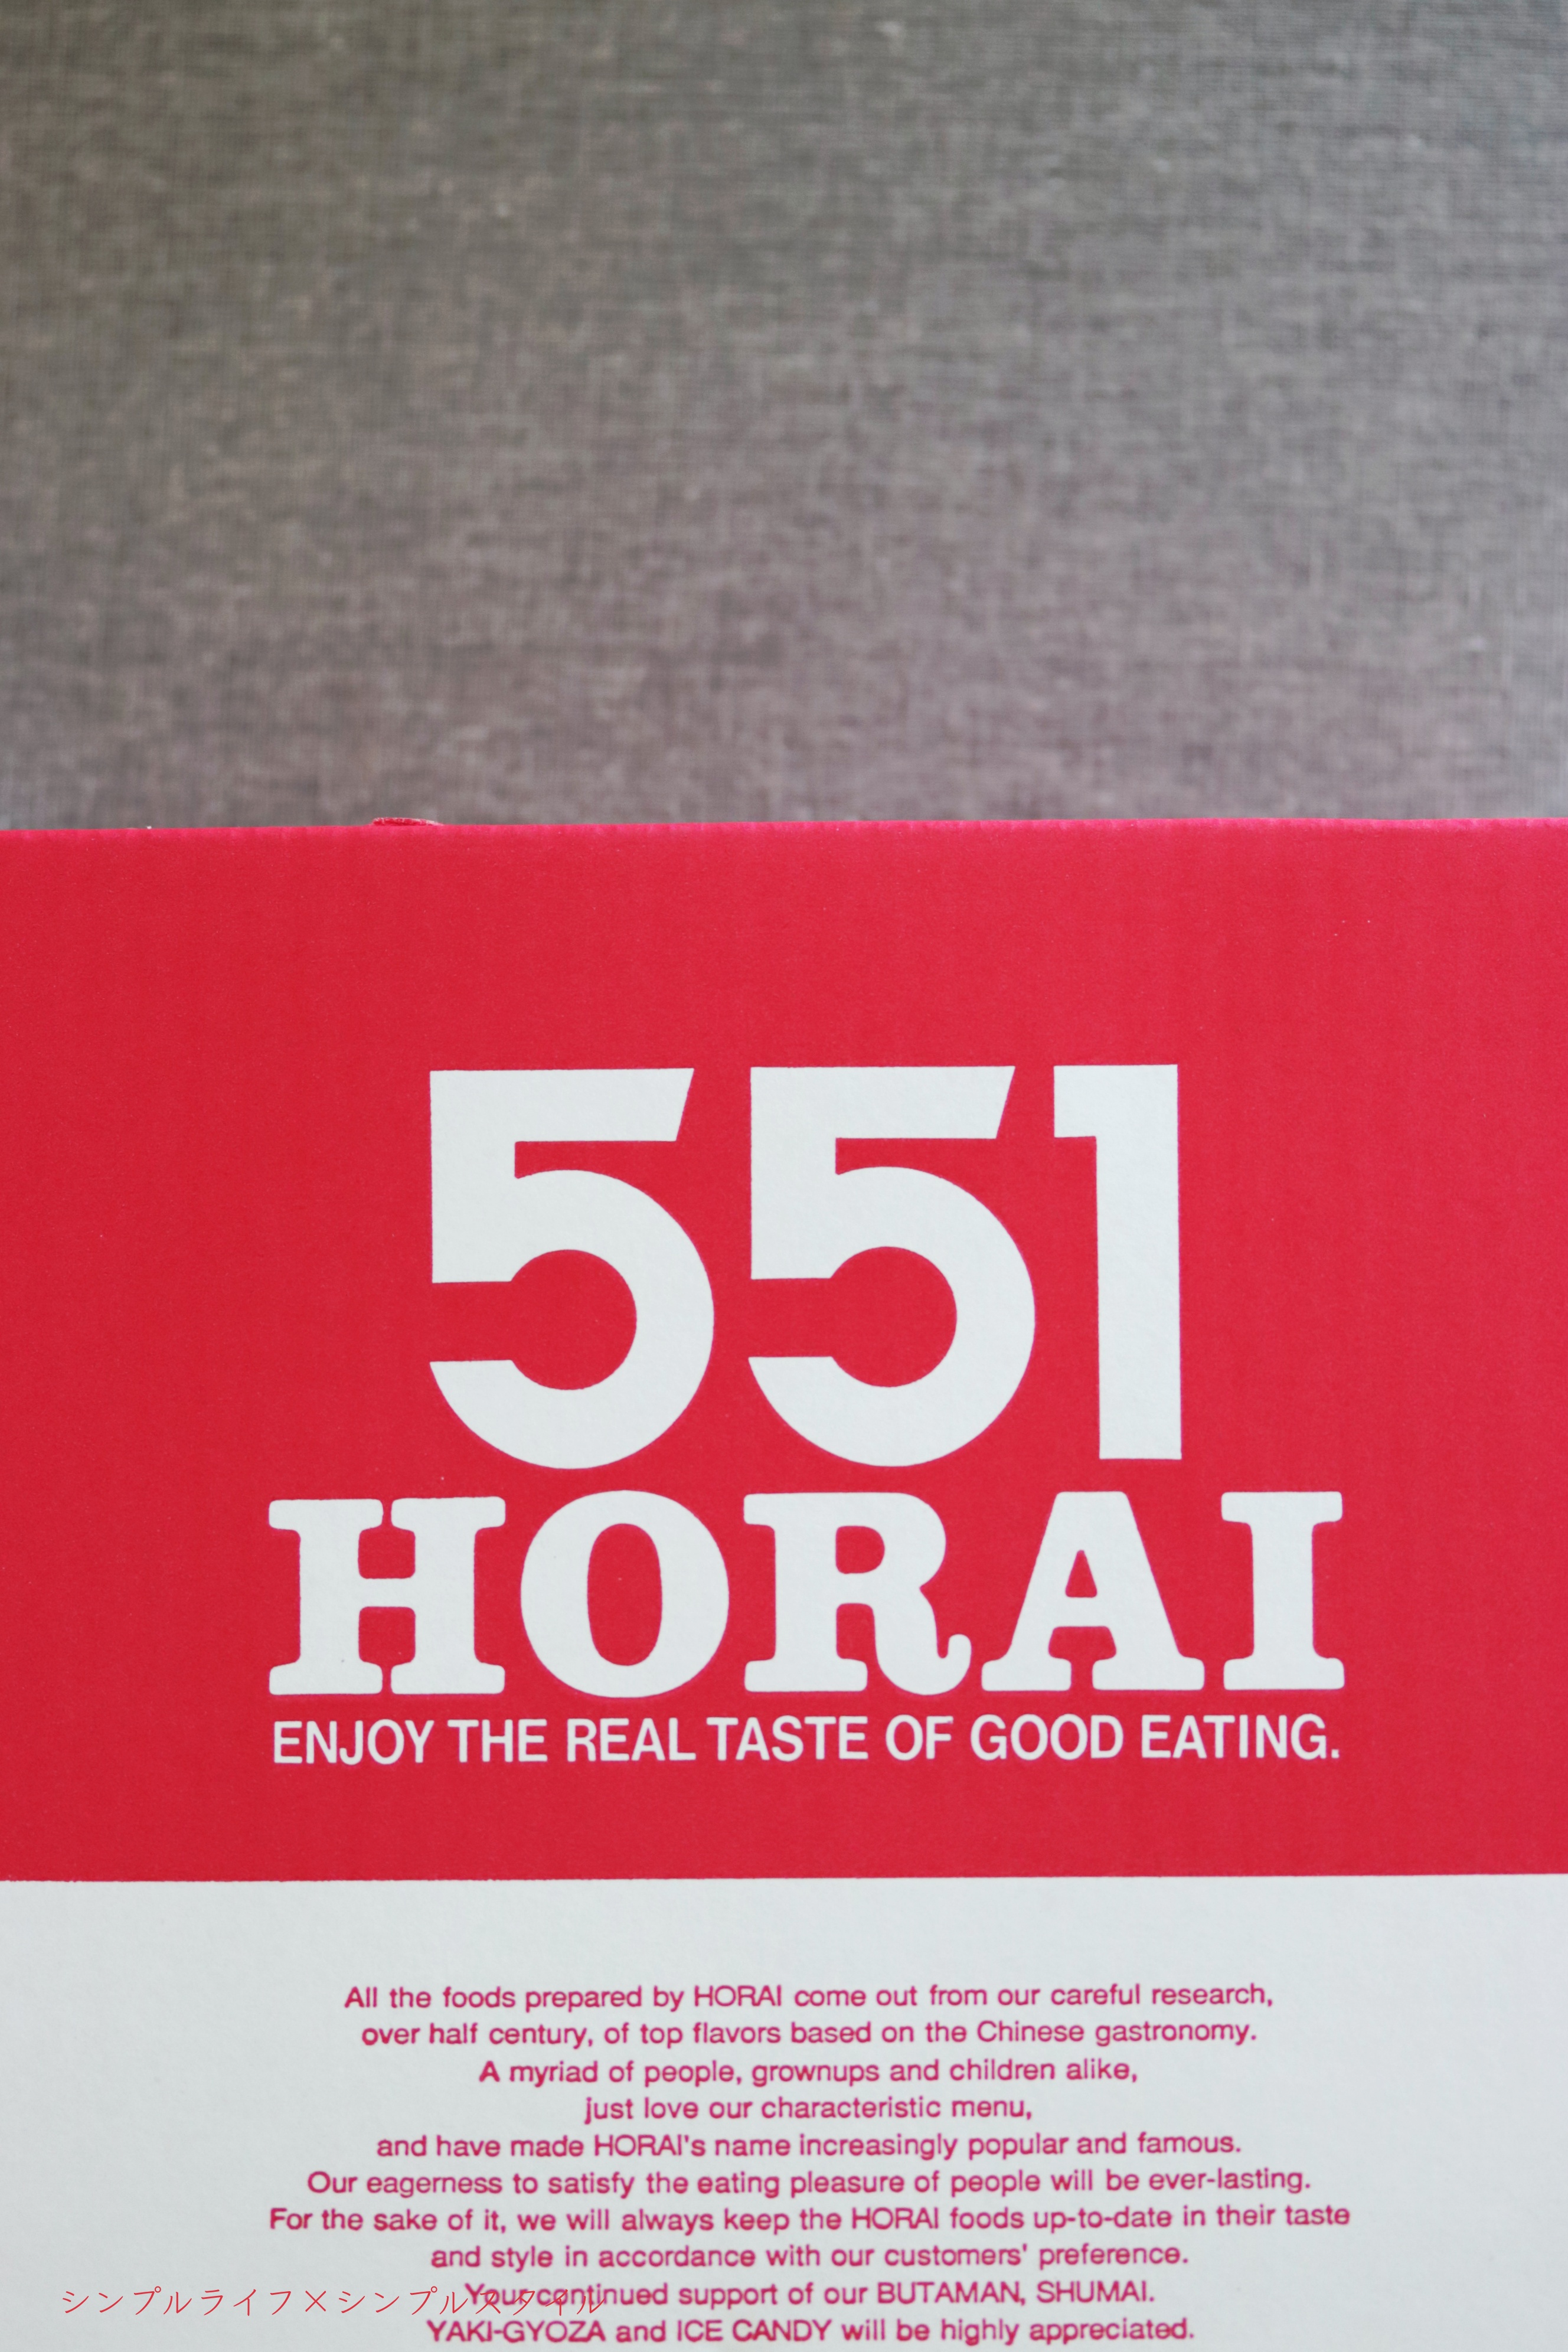 551
HORAI
ENJOY THE REAL TASTE OF GOOD EATING.
All the foods prepared by HORAI come out from our careful research,
over half century, of top flavors based on the Chinese gastronomy.
A myriad of people, grownups and children alike,
just love our characteristic menu,
and have made HORAI's name increasingly popular and famous.
Our eagerness to satisfy the eating pleasure of people will be ever-lasting.
For the sake of it, we will always keep the HORAI foods up-to-date in their taste
and style in accordance with our customers' preference.
Your continued support of our BUTAMAN, SHUMAI.
YAKI-GYOZA and ICE CANDY will be highly appreciated.
シンプルライフ×シンプルスタイル